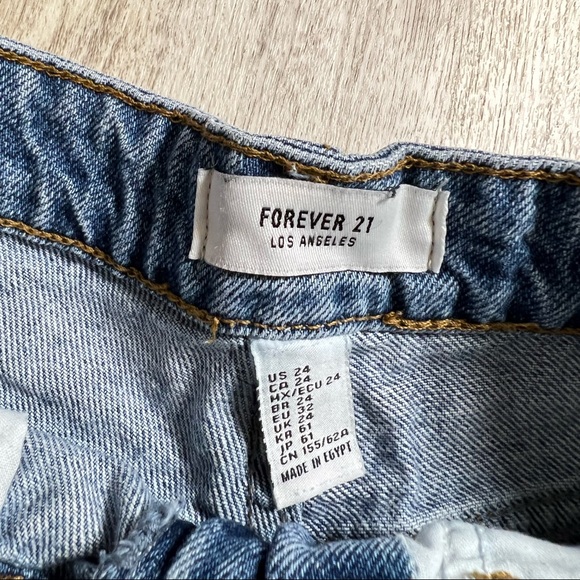 FOREVER 21
LOS ANGELES
US 24
CA 24
MX/ECU 24
BR 24
EU 32
UK 24
KR 61
JP 61
CN 155/62A
MADE IN EGYPT